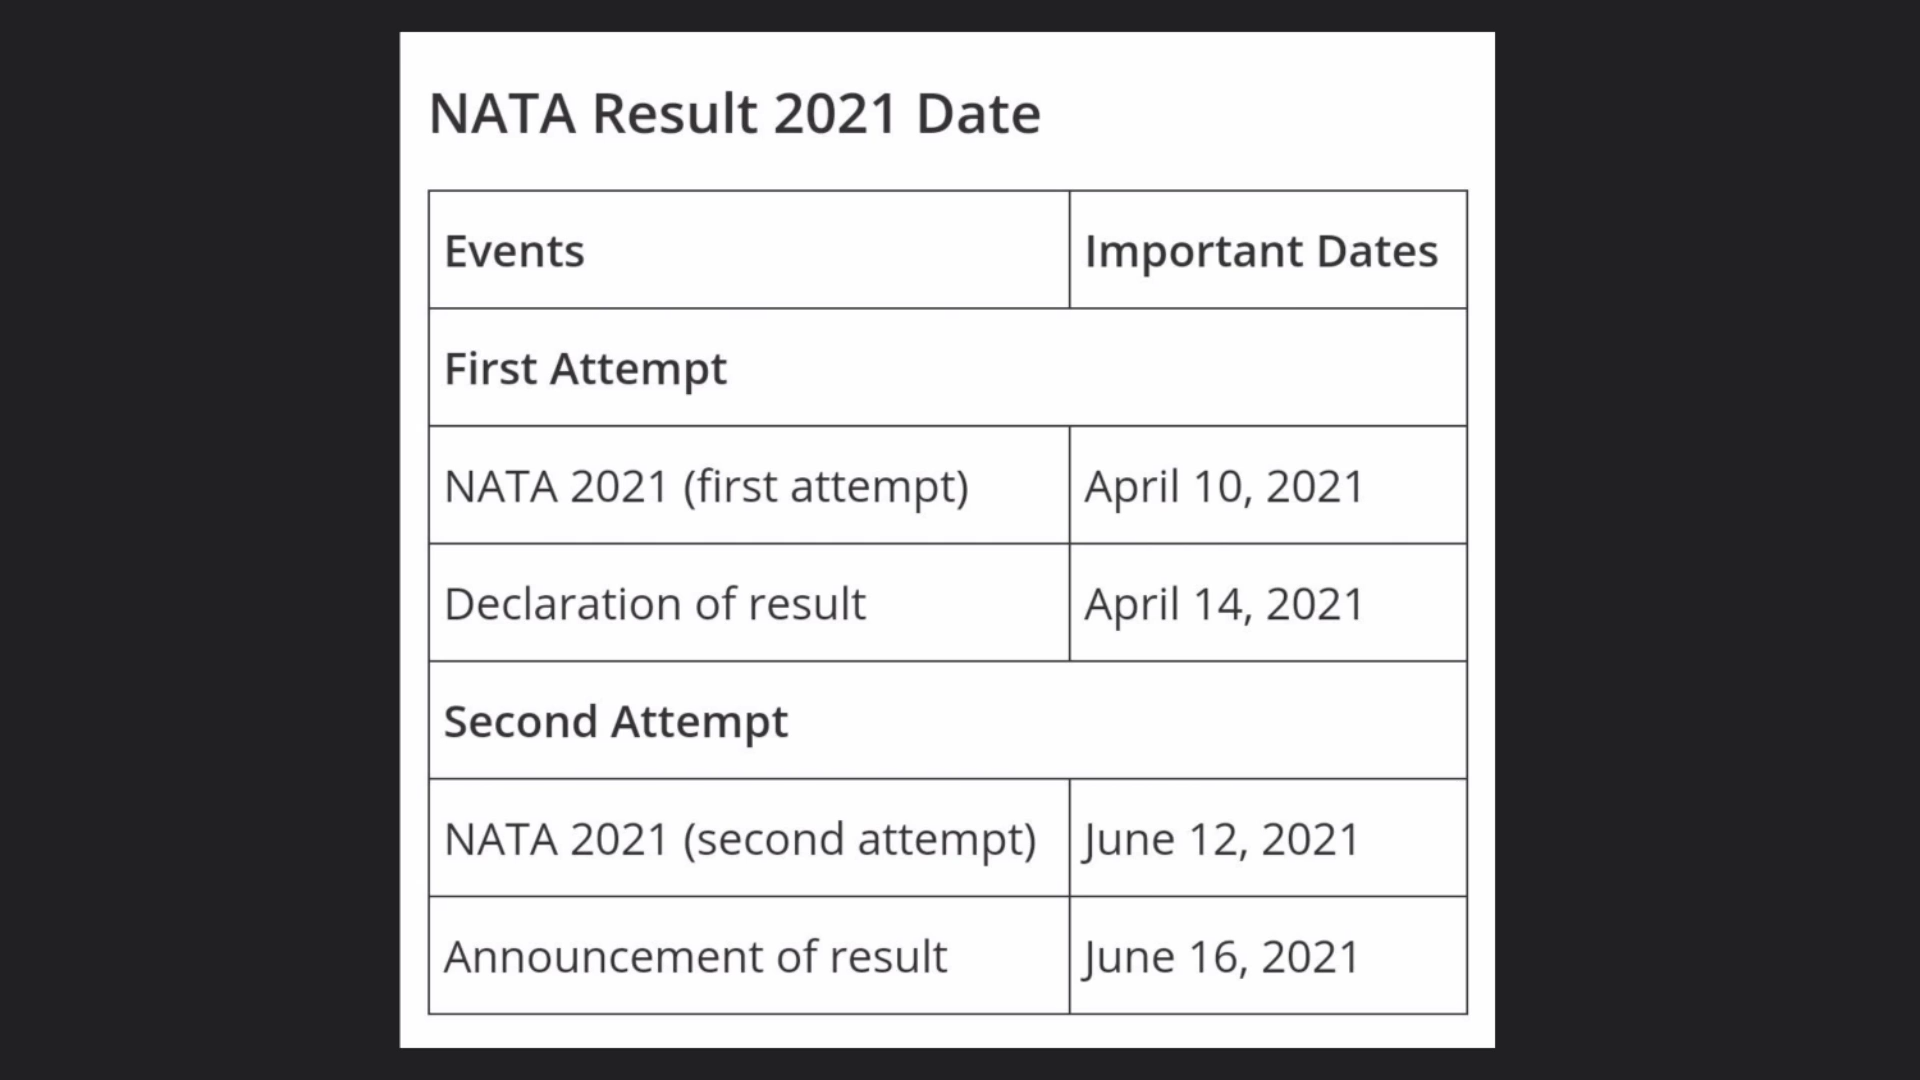 NATA Result 2021 Date
Events Important Dates
First Attempt
NATA 2021 (first attempt) April 10, 2021
Declaration of result April 14, 2021
Second Attempt
NATA 2021 (second attempt) June 12, 2021
Announcement of result June 16, 2021